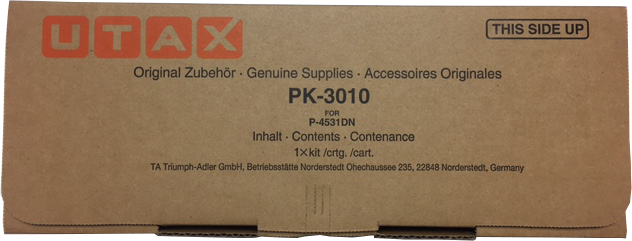 UTAX
THIS SIDE UP
Original Zubehör · Genuine Supplies · Accessoires Originales
PK-3010
FOR
P-4531DN
Inhalt · Contents · Contenance
1×kit /crtg. /cart.
TA Triumph-Adler GmbH, Betriebsstätte Norderstedt Ohechaussee 235, 22848 Norderstedt, Germany